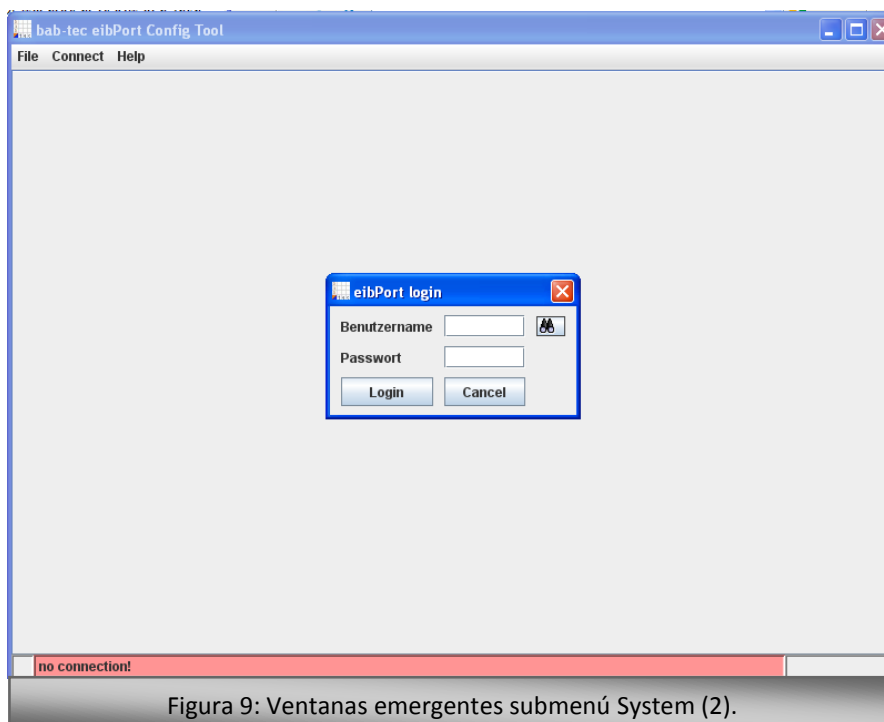 bab-tec eibPort Config Tool
File Connect Help
eibPort login
Benutzername
Passwort
Login Cancel
no connection!
Figura 9: Ventanas emergentes submenú System (2).